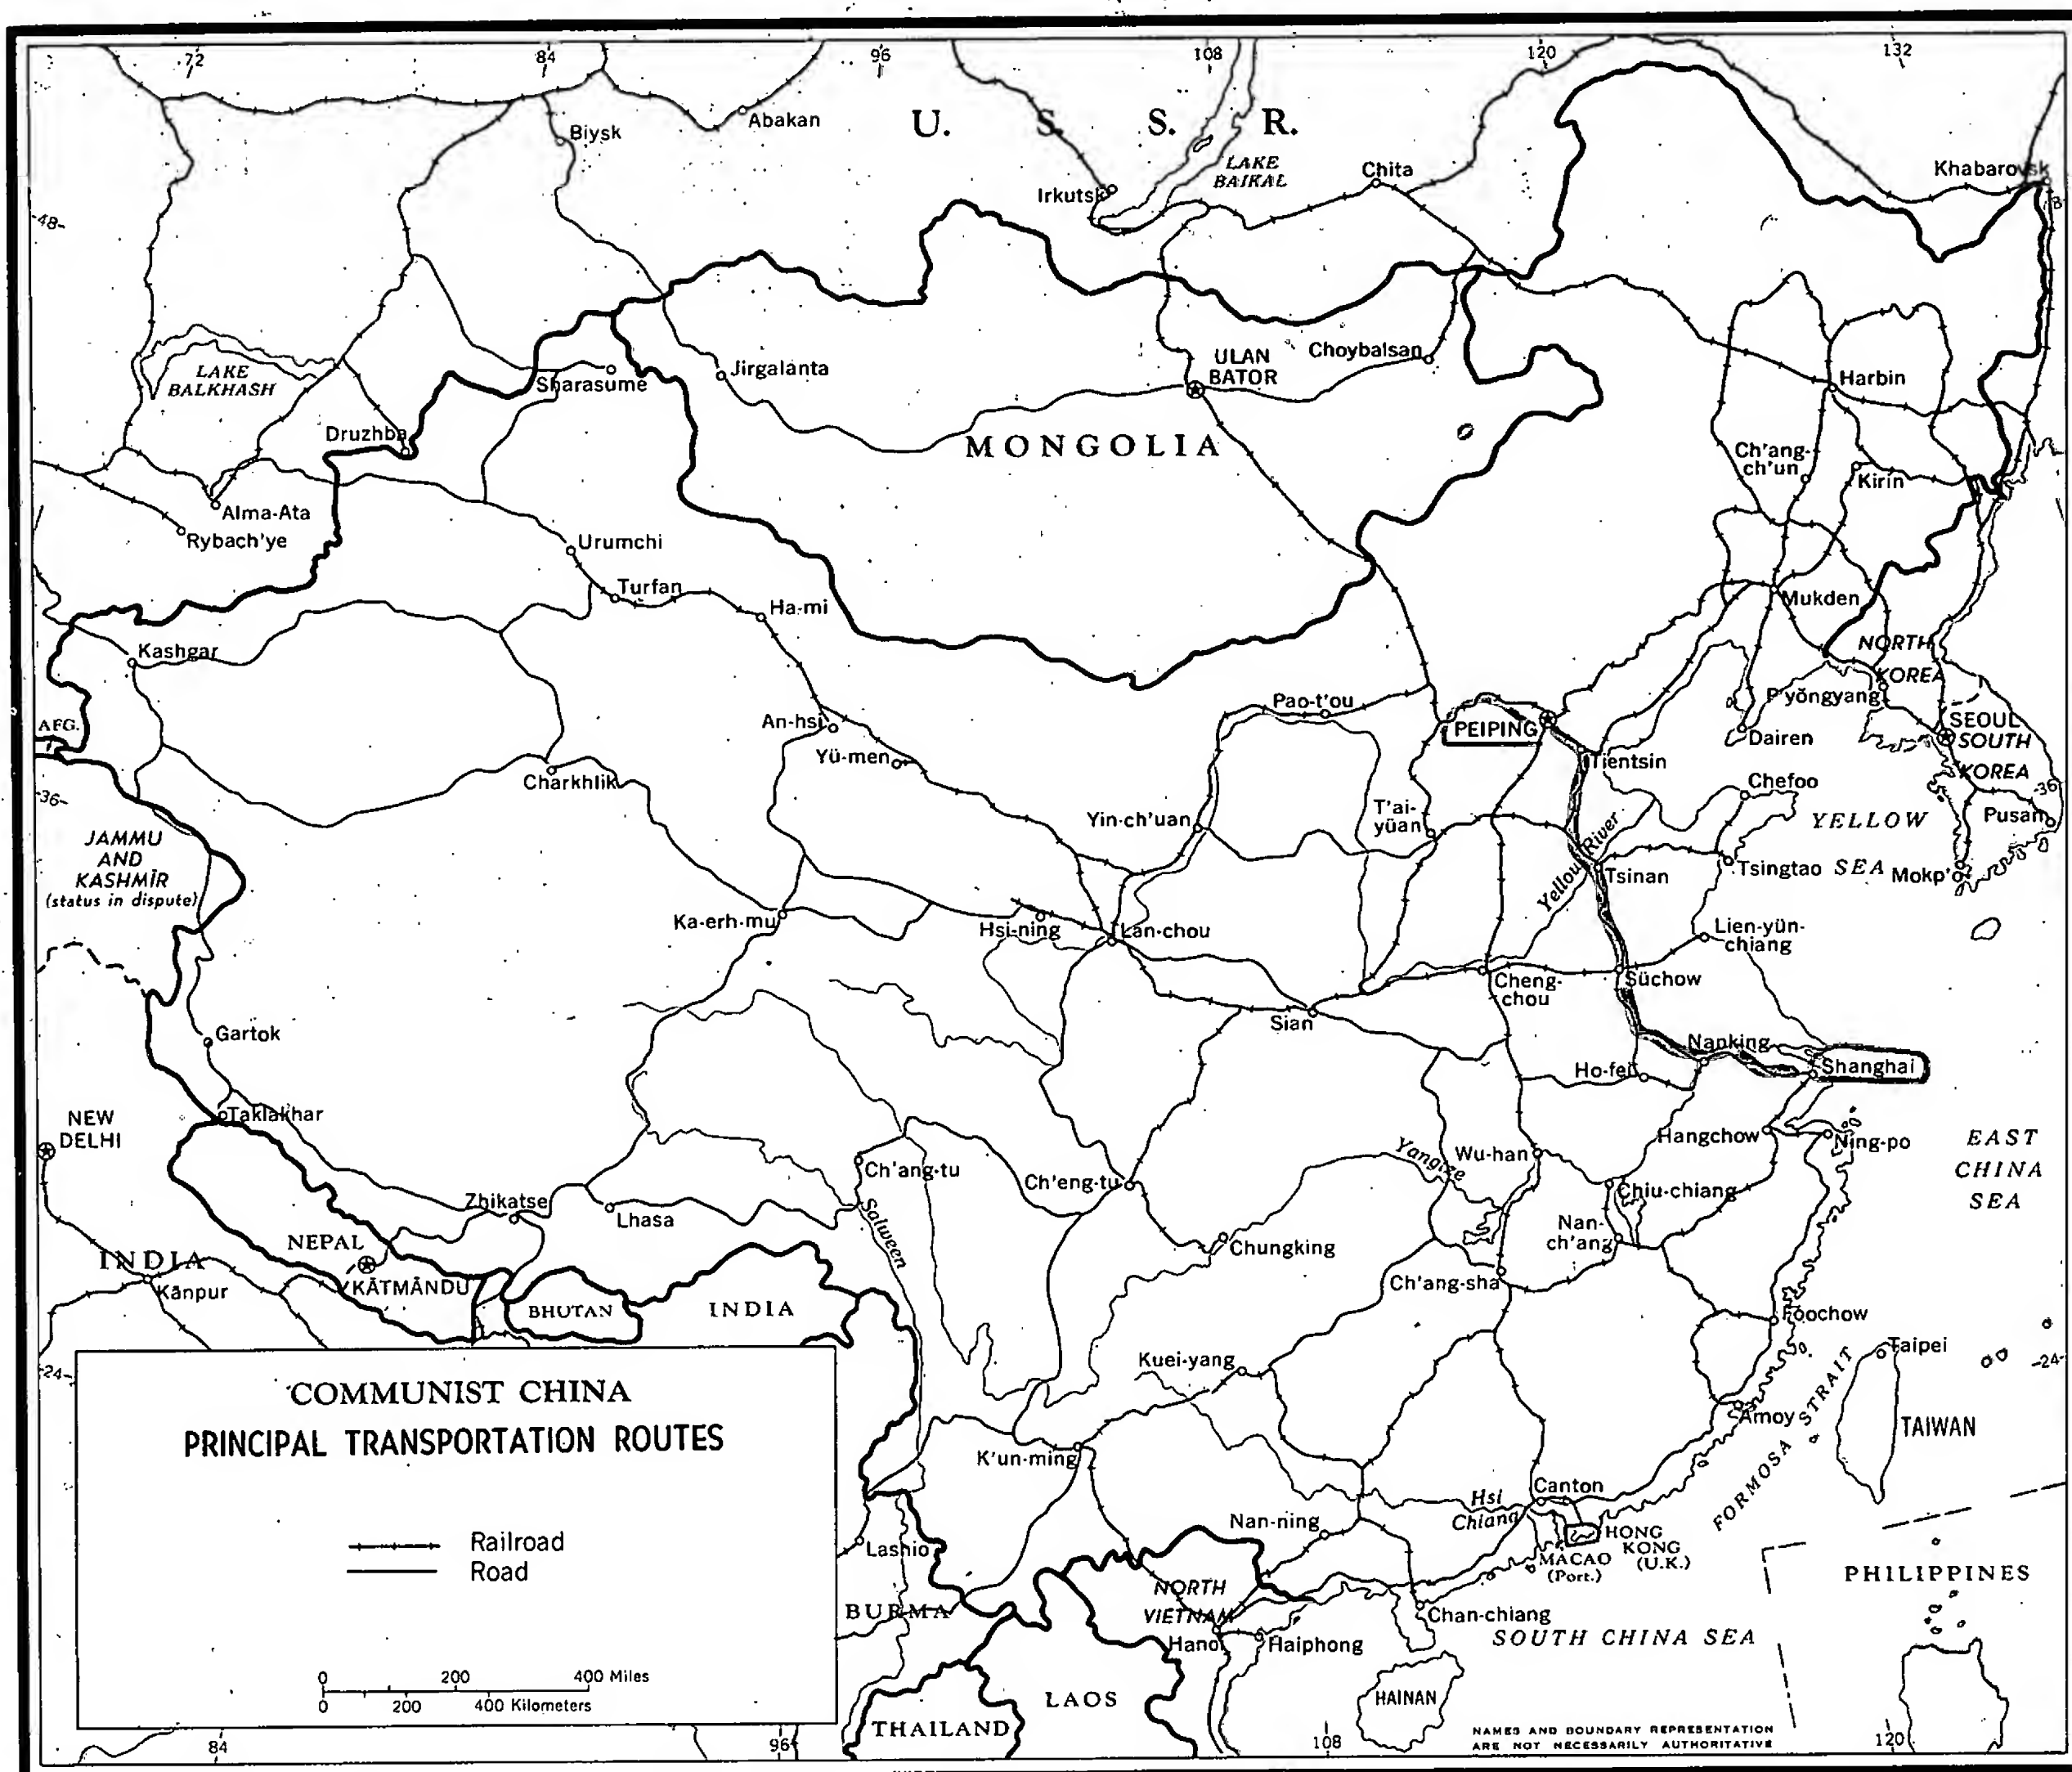 72
84
96
108
120
132
U. S. S. R.
Abakan
Biysk
LAKE
BAIKAL
Irkutsk
Chita
Khabarovsk
48
LAKE
BALKHASH
Sharasume
Jirgalanta
ULAN
BATOR
Choybalsan
Harbin
Druzhba
MONGOLIA
Ch'ang-
ch'un
Kirin
Alma-Ata
Rybach'ye
Urumchi
Turfan
Ha-mi
Mukden
Kashgar
NORTH
KOREA
P'yŏngyang
AFG.
An-hsi
Yü-men
Pao-t'ou
PEIPING
Dairen
SEOUL
SOUTH
KOREA
Tientsin
Charkhlik
Chefoo
36
36
JAMMU
AND
KASHMĪR
(status in dispute)
Yin-ch'uan
T'ai-
yüan
Yellow River
YELLOW
SEA
Pusan
Tsinan
Tsingtao
Mokp'o
Ka-erh-mu
Hsi-ning
Lan-chou
Lien-yün-
chiang
Cheng-
chou
Süchow
Sian
Gartok
Nanking
Ho-fei
Shanghai
NEW
DELHI
Taklakhar
Hangchow
Ning-po
EAST
CHINA
SEA
Yangtze
Wu-han
Ch'ang-tu
Ch'eng-tu
Chiu-chiang
Zhikatse
Lhasa
Salween
Nan-
ch'ang
Chungking
NEPAL
INDIA
KĀTMĀNDU
Kānpur
Ch'ang-sha
BHUTAN
INDIA
Foochow
Kuei-yang
Taipei
24
24
COMMUNIST CHINA
PRINCIPAL TRANSPORTATION ROUTES
Amoy
FORMOSA STRAIT
TAIWAN
K'un-ming
Hsi
Chiang
Canton
Nan-ning
HONG
KONG
(U.K.)
MACAO
(Port.)
Railroad
Road
Lashio
PHILIPPINES
NORTH
VIETNAM
BURMA
Chan-chiang
Hanoi
Haiphong
SOUTH CHINA SEA
0 200 400 Miles
0 200 400 Kilometers
LAOS
HAINAN
THAILAND
NAMES AND BOUNDARY REPRESENTATION
ARE NOT NECESSARILY AUTHORITATIVE
84
96
108
120